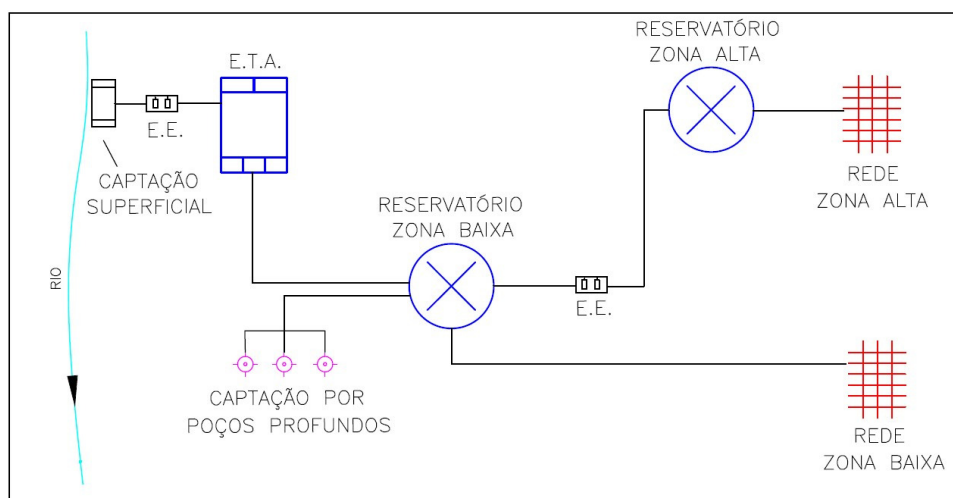 RESERVATÓRIO
ZONA ALTA
E.T.A.
E.E.
CAPTAÇÃO
SUPERFICIAL
REDE
ZONA ALTA
RESERVATÓRIO
ZONA BAIXA
RIO
E.E.
CAPTAÇÃO POR
POÇOS PROFUNDOS
REDE
ZONA BAIXA